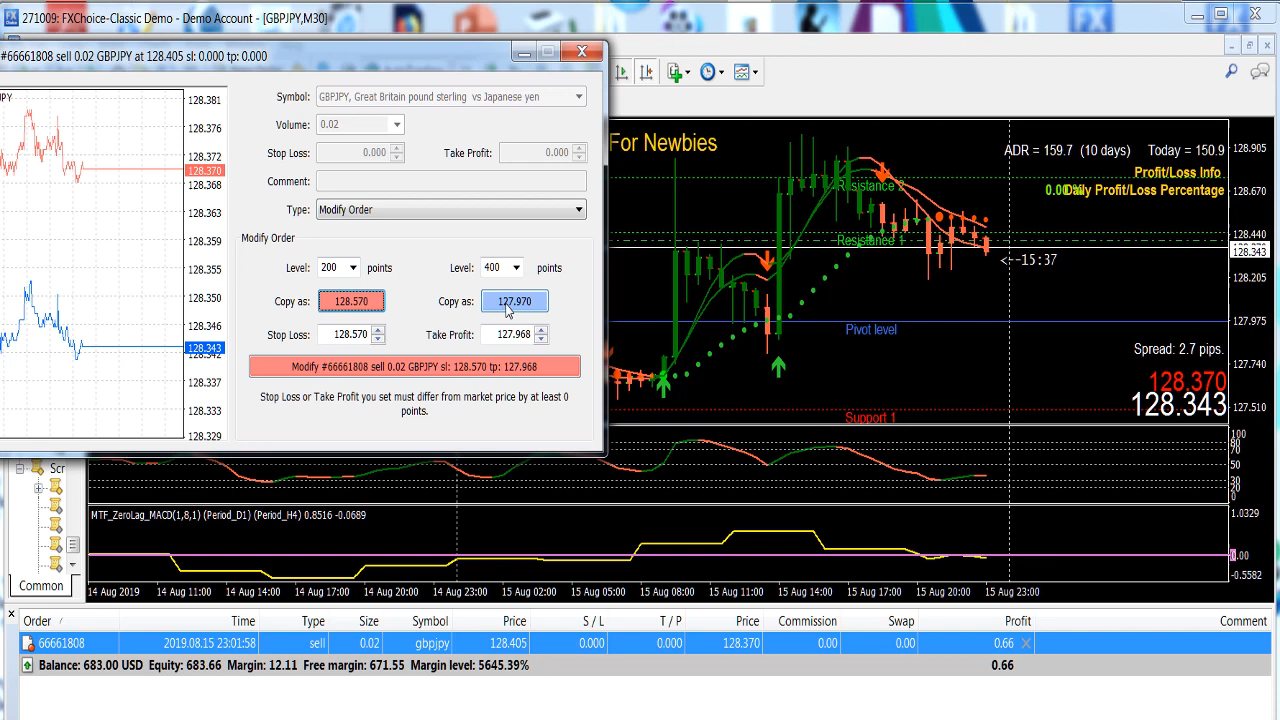 271009: FXChoice-Classic Demo - Demo Account - [GBPJPY,M30]
#66661808 sell 0.02 GBPJPY at 128.405 sl: 0.000 tp: 0.000
Symbol: GBPJPY, Great Britain pound sterling vs Japanese yen
Volume: 0.02
Stop Loss: 0.000 Take Profit: 0.000
Comment:
Type: Modify Order
Modify Order
Level: 200 points Level: 400 points
Copy as: 128.570 Copy as: 127.970
Stop Loss: 128.570 Take Profit: 127.968
Modify #66661808 sell 0.02 GBPJPY sl: 128.570 tp: 127.968
Stop Loss or Take Profit you set must differ from market price by at least 0
points.
128.381
128.376
128.372
128.370
128.368
128.363
128.359
128.355
128.350
128.346
128.343
128.342
128.337
128.333
128.329
For Newbies
ADR = 159.7 (10 days) Today = 150.9
Profit/Loss Info
0.00% Daily Profit/Loss Percentage
Resistance 2
Resistance 1
<--15:37
Pivot level
Spread: 2.7 pips.
128.370
128.343
Support 1
128.905
128.670
128.440
128.343
128.205
127.975
127.740
127.510
100
70
50
30
0
Scr
Common
MTF_ZeroLag_MACD(1,8,1) (Period_D1) (Period_H4) 0.8516 -0.0689
1.0329
0.00
-0.5582
14 Aug 2019 14 Aug 11:00 14 Aug 14:00 14 Aug 17:00 14 Aug 20:00 14 Aug 23:00 15 Aug 02:00 15 Aug 05:00 15 Aug 08:00 15 Aug 11:00 15 Aug 14:00 15 Aug 17:00 15 Aug 20:00 15 Aug 23:00
Order / Time Type Size Symbol Price S / L T / P Price Commission Swap Profit Comment
66661808 2019.08.15 23:01:58 sell 0.02 gbpjpy 128.405 0.000 0.000 128.370 0.00 0.00 0.66
Balance: 683.00 USD Equity: 683.66 Margin: 12.11 Free margin: 671.55 Margin level: 5645.39% 0.66